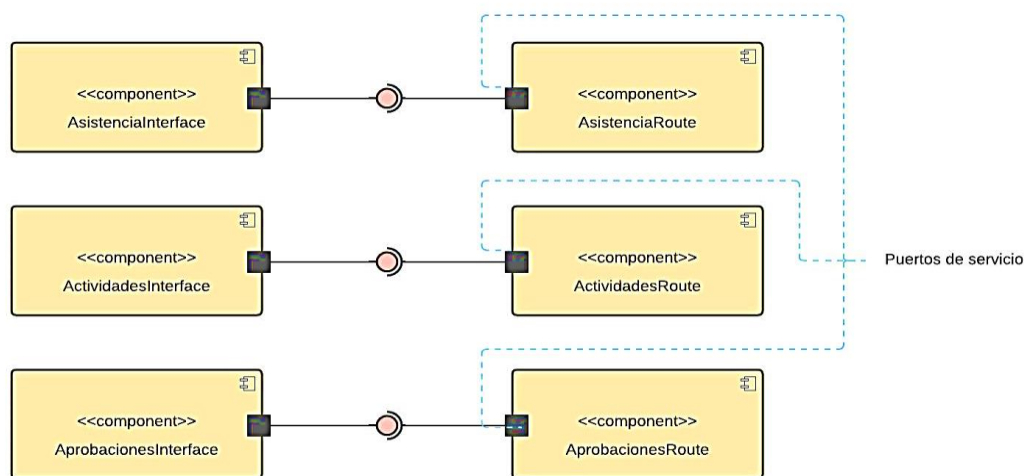 <<component>>
AsistenciaInterface
<<component>>
AsistenciaRoute
<<component>>
ActividadesInterface
<<component>>
ActividadesRoute
Puertos de servicio
<<component>>
AprobacionesInterface
<<component>>
AprobacionesRoute